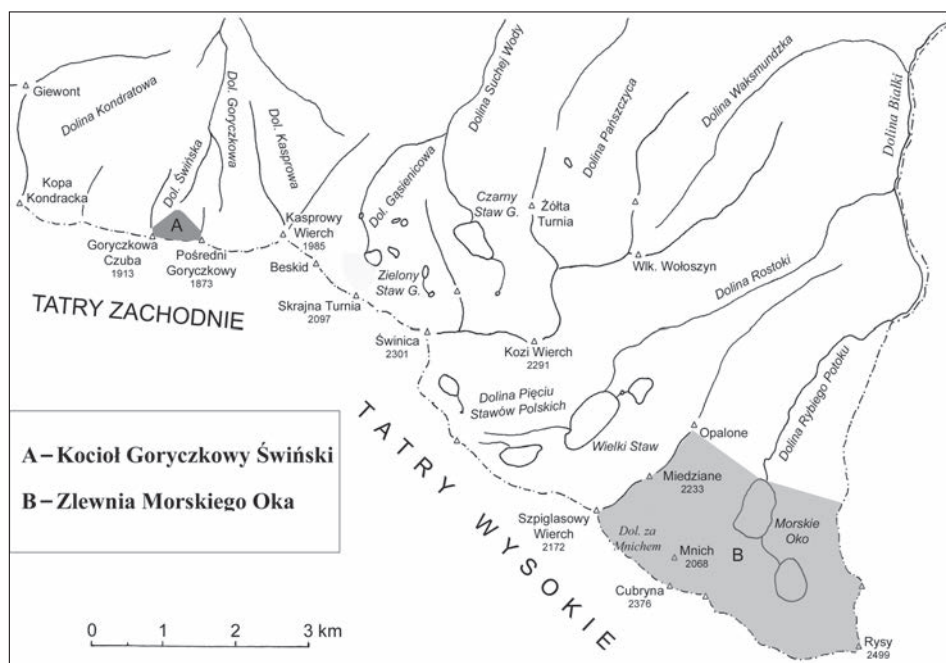 Giewont
Dolina Kondratowa
Dol. Goryczkowa
Dol. Świńska
Dol. Kasprowa
Dol. Gąsienicowa
Dolina Suchej Wody
Dolina Pańszczyca
Dolina Waksmundzka
Dolina Białki
Kopa
Kondracka
A
Goryczkowa
Czuba
1913
Pośredni
Goryczkowy
1873
Kasprowy
Wierch
1985
Beskid
Czarny
Staw G.
Żółta
Turnia
Zielony
Staw G.
Skrajna Turnia
2097
Wlk. Wołoszyn
Dolina Rostoki
TATRY ZACHODNIE
Świnica
2301
Kozi Wierch
2291
Dolina Pięciu
Stawów Polskich
Wielki Staw
Dolina Rybiego Potoku
Opalone
Miedziane
2233
TATRY WYSOKIE
Szpiglasowy
Wierch
2172
Dol. za
Mnichem
Mnich
2068
B
Morskie
Oko
Cubryna
2376
Rysy
2499
A – Kocioł Goryczkowy Świński
B – Zlewnia Morskiego Oka
0 1 2 3 km